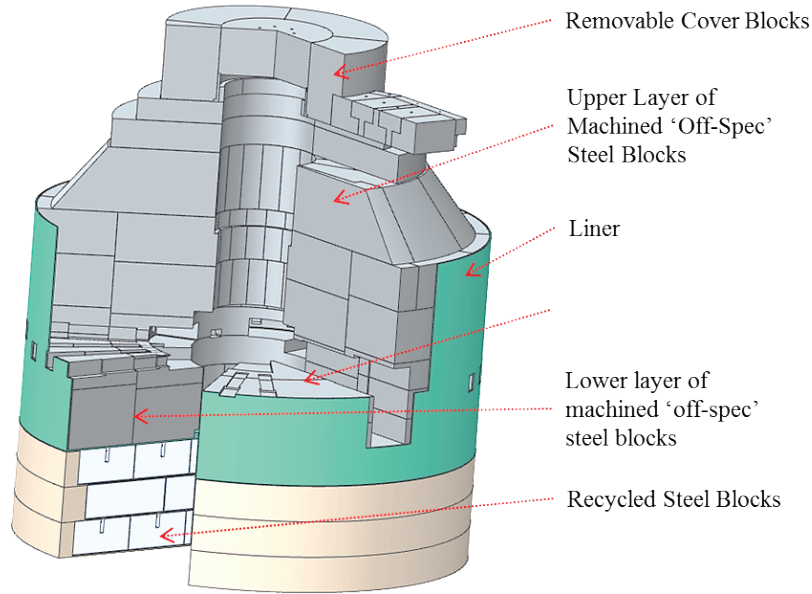 Removable Cover Blocks
Upper Layer of
Machined ‘Off-Spec’
Steel Blocks
Liner
Lower layer of
machined ‘off-spec’
steel blocks
Recycled Steel Blocks